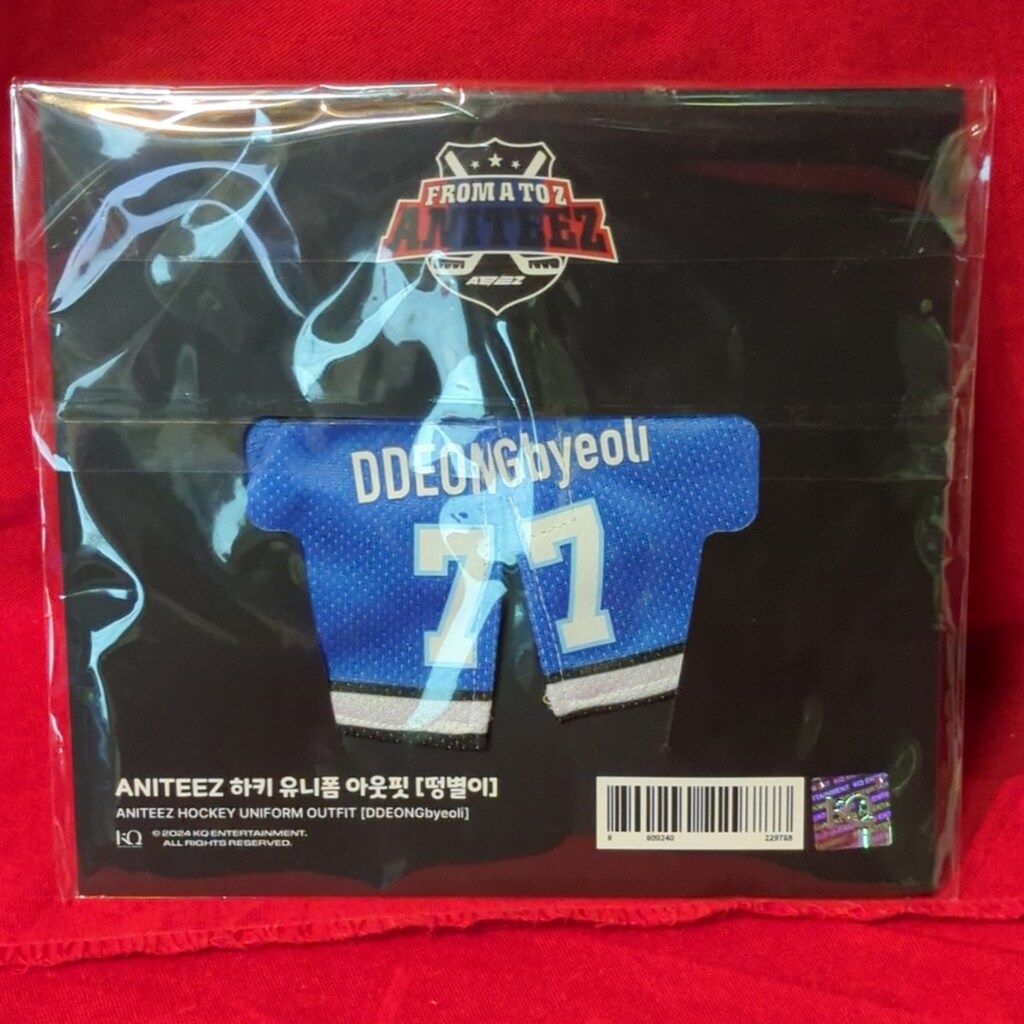 FROM A TO Z
ANITEEZ
ATEEZ
DDEONGbyeoli
77
ANITEEZ 하키 유니폼 아웃핏 [떵별이]
ANITEEZ HOCKEY UNIFORM OUTFIT [DDEONGbyeoli]
KQ ©2024 KQ ENTERTAINMENT.
ALL RIGHTS RESERVED.
8 800240 229788
KQ